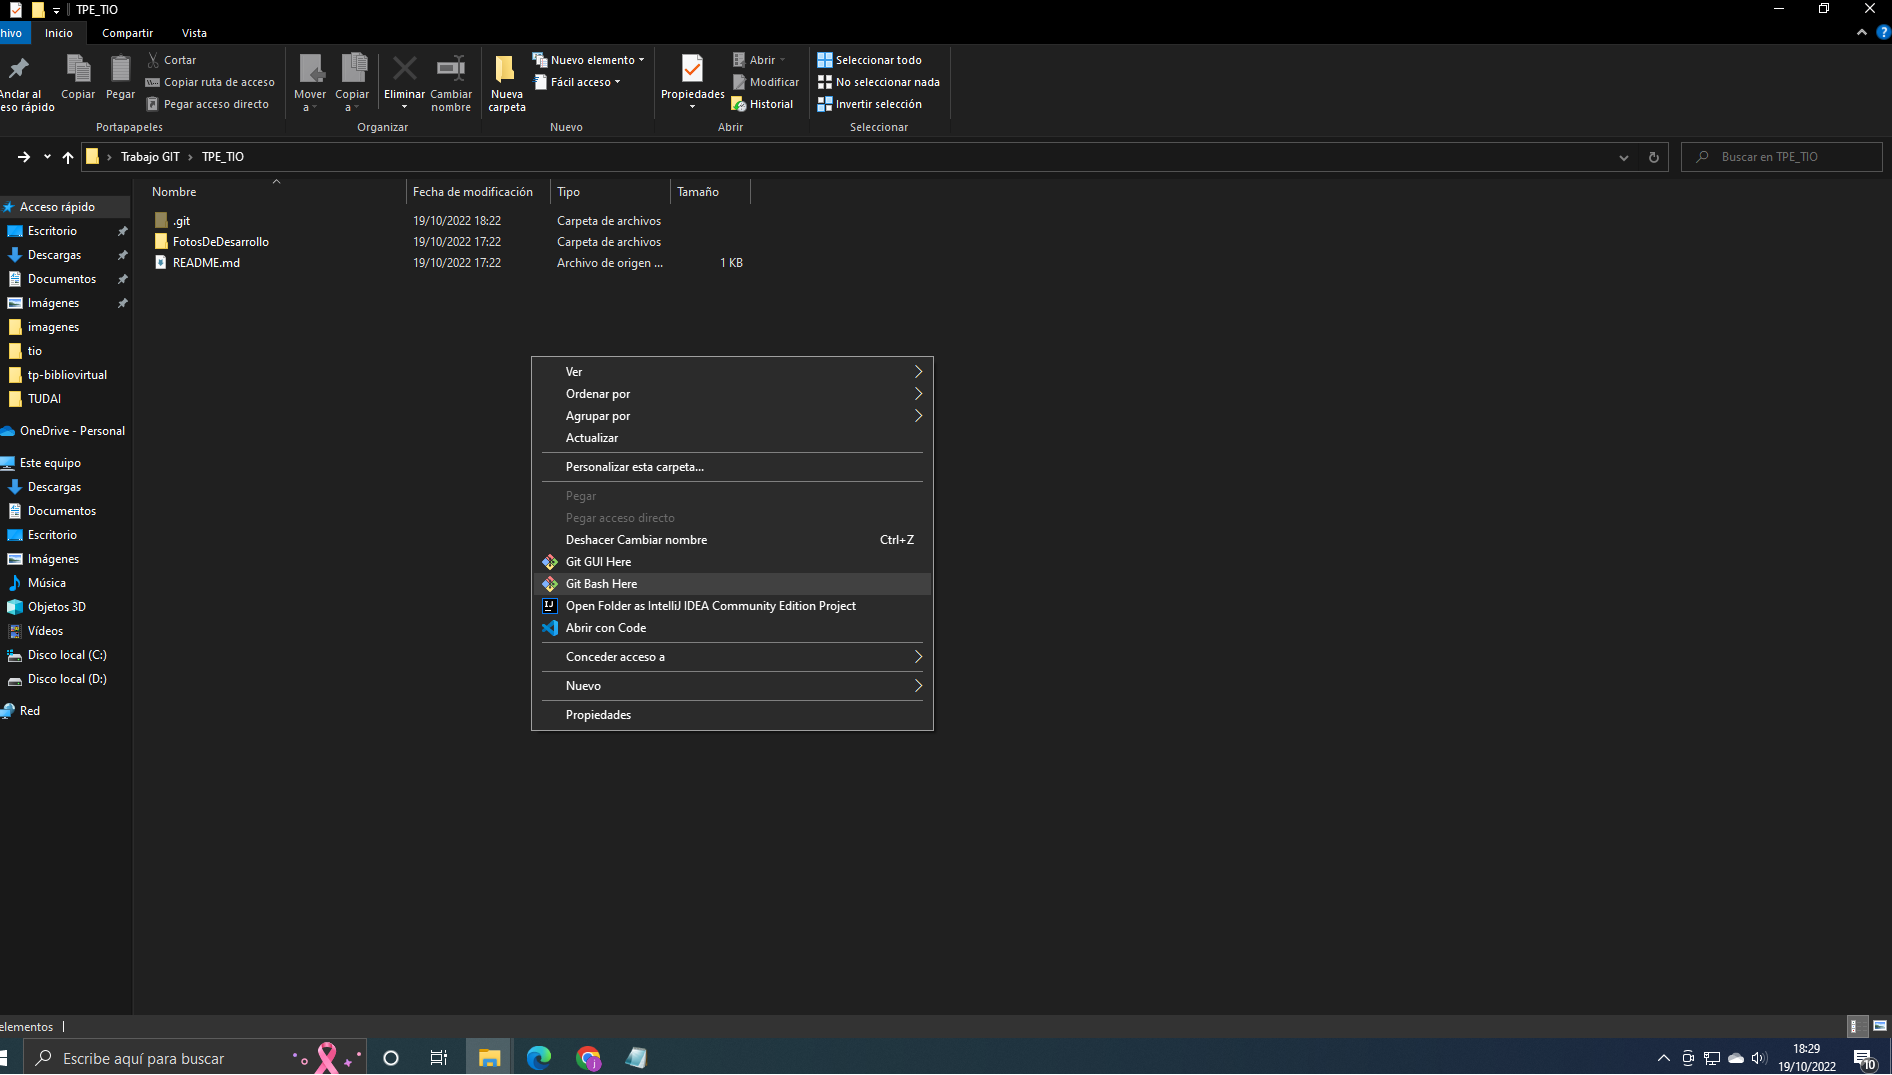 TPE_TIO
hivo
Inicio
Compartir
Vista
Anclar al
eso rápido
Copiar
Pegar
Cortar
Copiar ruta de acceso
Pegar acceso directo
Portapapeles
Mover
a
Copiar
a
Eliminar
Cambiar
nombre
Organizar
Nueva
carpeta
Nuevo elemento
Fácil acceso
Nuevo
Propiedades
Abrir
Modificar
Historial
Abrir
Seleccionar todo
No seleccionar nada
Invertir selección
Seleccionar
Trabajo GIT > TPE_TIO
Buscar en TPE_TIO
Nombre
Fecha de modificación
Tipo
Tamaño
.git
19/10/2022 18:22
Carpeta de archivos
FotosDeDesarrollo
19/10/2022 17:22
Carpeta de archivos
README.md
19/10/2022 17:22
Archivo de origen ...
1 KB
Acceso rápido
Escritorio
Descargas
Documentos
Imágenes
imagenes
tio
tp-bibliovirtual
TUDAI
OneDrive - Personal
Este equipo
Descargas
Documentos
Escritorio
Imágenes
Música
Objetos 3D
Vídeos
Disco local (C:)
Disco local (D:)
Red
Ver
Ordenar por
Agrupar por
Actualizar
Personalizar esta carpeta...
Pegar
Pegar acceso directo
Deshacer Cambiar nombre Ctrl+Z
Git GUI Here
Git Bash Here
Open Folder as IntelliJ IDEA Community Edition Project
Abrir con Code
Conceder acceso a
Nuevo
Propiedades
elementos
Escribe aquí para buscar
18:29
19/10/2022
10